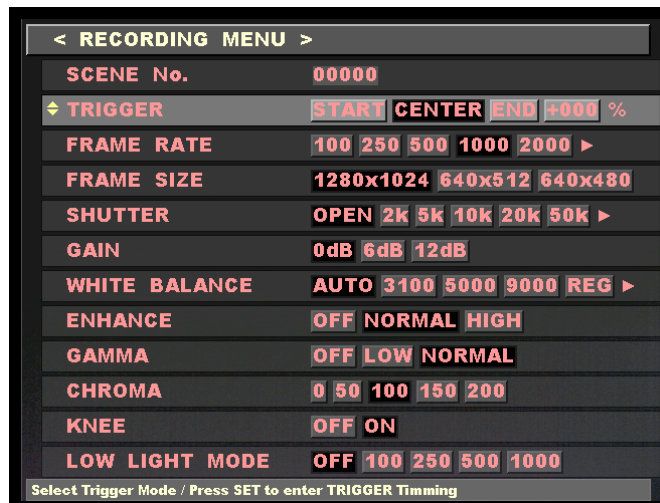 < RECORDING MENU >
SCENE No. 00000
TRIGGER START CENTER END +000 %
FRAME RATE 100 250 500 1000 2000 ►
FRAME SIZE 1280x1024 640x512 640x480
SHUTTER OPEN 2k 5k 10k 20k 50k ►
GAIN 0dB 6dB 12dB
WHITE BALANCE AUTO 3100 5000 9000 REG ►
ENHANCE OFF NORMAL HIGH
GAMMA OFF LOW NORMAL
CHROMA 0 50 100 150 200
KNEE OFF ON
LOW LIGHT MODE OFF 100 250 500 1000
Select Trigger Mode / Press SET to enter TRIGGER Timming